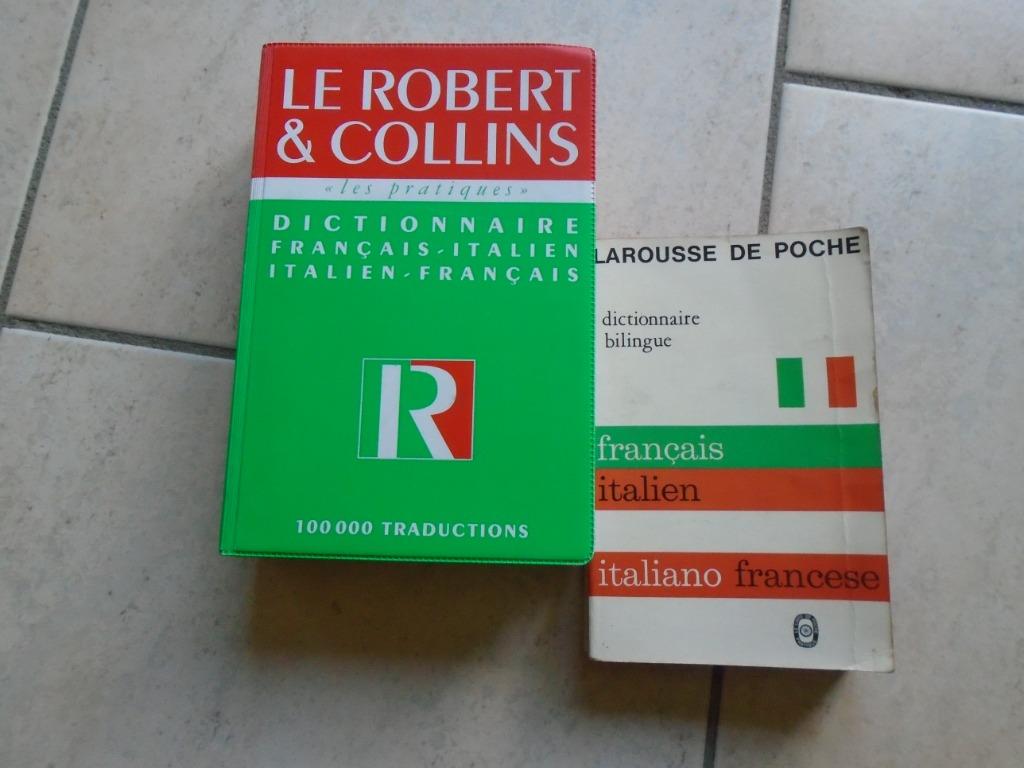 LE ROBERT
& COLLINS
«les pratiques»
DICTIONNAIRE
FRANÇAIS-ITALIEN
ITALIEN-FRANÇAIS
R
100 000 TRADUCTIONS
LAROUSSE DE POCHE
dictionnaire
bilingue
français
italien
italiano francese